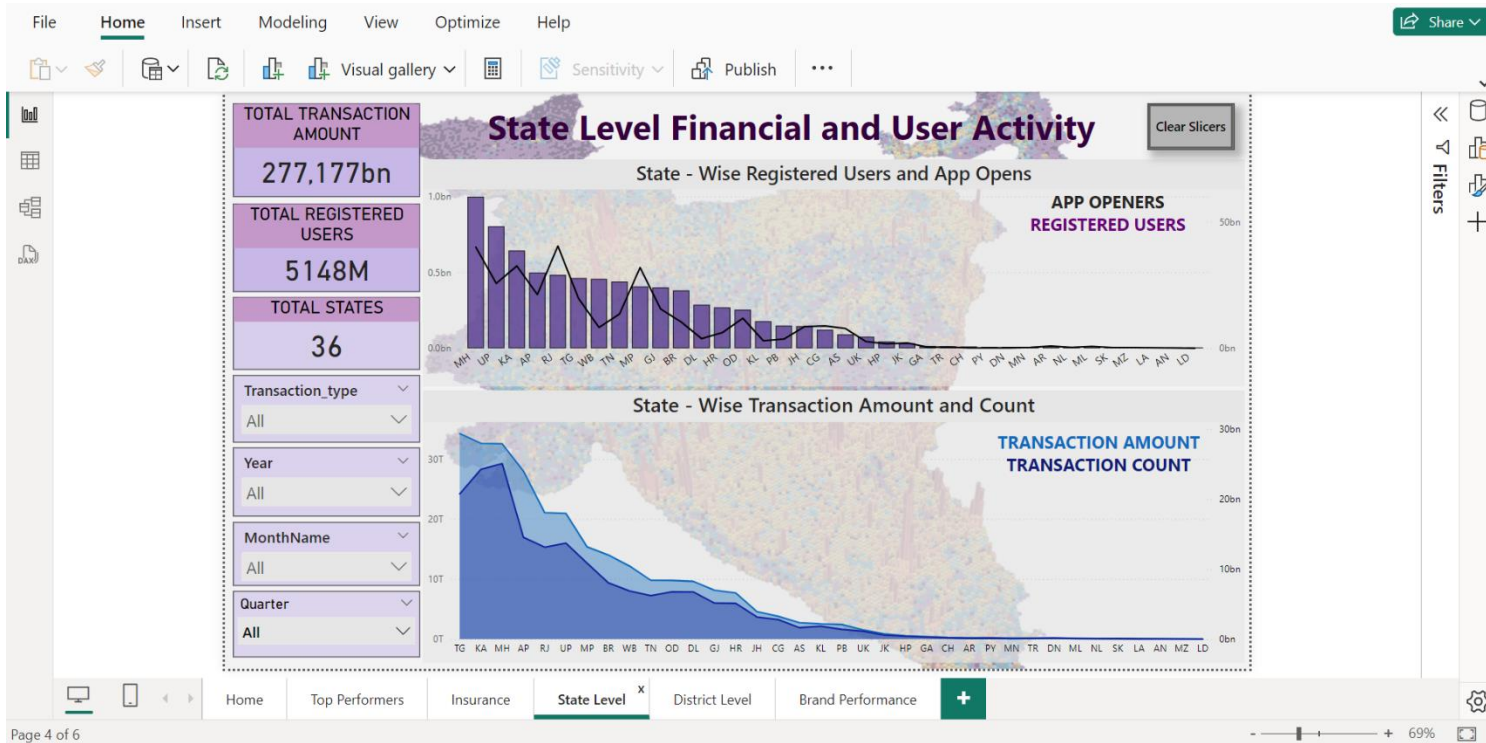 File Home Insert Modeling View Optimize Help Share
Visual gallery Sensitivity Publish ...
TOTAL TRANSACTION
AMOUNT
277,177bn
TOTAL REGISTERED
USERS
5148M
TOTAL STATES
36
Transaction_type
All
Year
All
MonthName
All
Quarter
All
State Level Financial and User Activity
Clear Slicers
State - Wise Registered Users and App Opens
APP OPENERS
REGISTERED USERS
1.0bn
0.5bn
0.0bn
50bn
0bn
MH UP KA AP RJ TG WB TN MP GJ BR DL HR OD KL PB JH CG AS UK HP JK GA TR CH PY DN MN AR NL ML SK MZ LA AN LD
State - Wise Transaction Amount and Count
TRANSACTION AMOUNT
TRANSACTION COUNT
30T
20T
10T
0T
30bn
20bn
10bn
0bn
TG KA MH AP RJ UP MP BR WB TN OD DL GJ HR JH CG AS KL PB UK JK HP GA CH AR PY MN TR DN ML NL SK LA AN MZ LD
Filters
DAX
Home Top Performers Insurance State Level x District Level Brand Performance +
Page 4 of 6
- + 69%